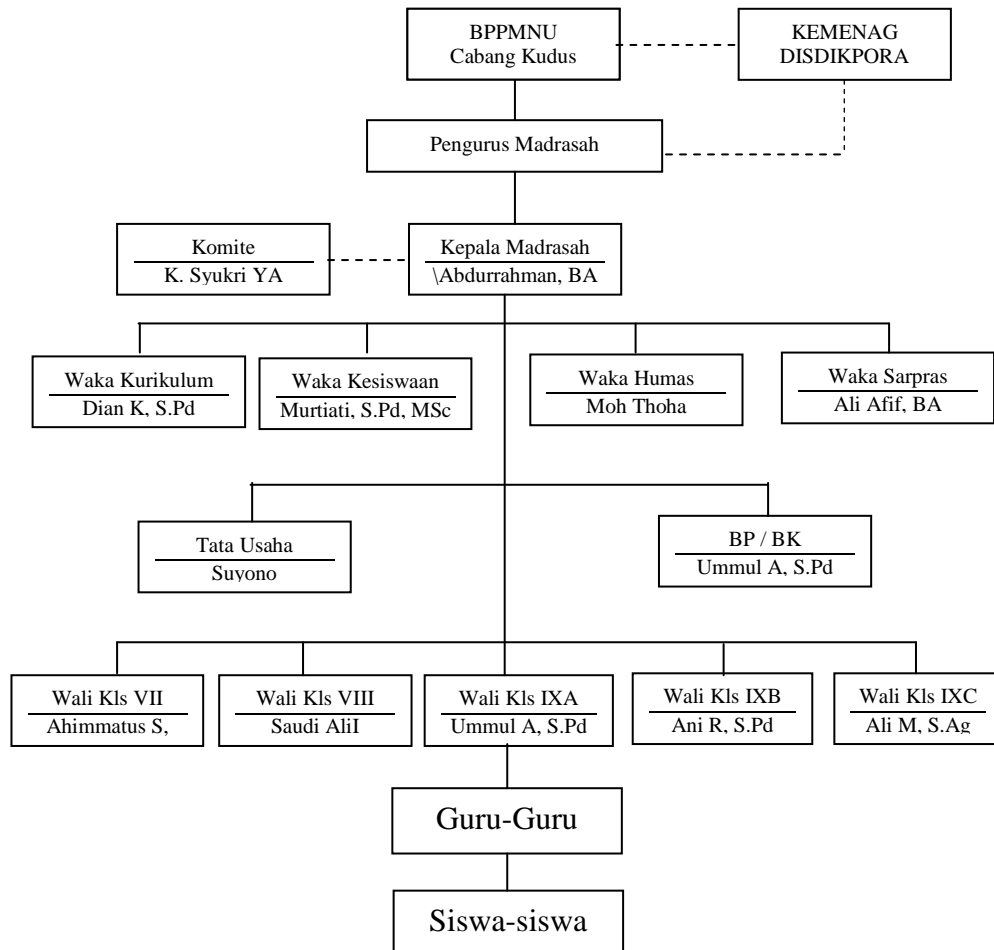 BPPMNU
Cabang Kudus
KEMENAG
DISDIKPORA
Pengurus Madrasah
Komite
K. Syukri YA
Kepala Madrasah
\Abdurrahman, BA
Waka Kurikulum
Dian K, S.Pd
Waka Kesiswaan
Murtiati, S.Pd, MSc
Waka Humas
Moh Thoha
Waka Sarpras
Ali Afif, BA
Tata Usaha
Suyono
BP / BK
Ummul A, S.Pd
Wali Kls VII
Ahimmatus S,
Wali Kls VIII
Saudi AliI
Wali Kls IXA
Ummul A, S.Pd
Wali Kls IXB
Ani R, S.Pd
Wali Kls IXC
Ali M, S.Ag
Guru-Guru
Siswa-siswa